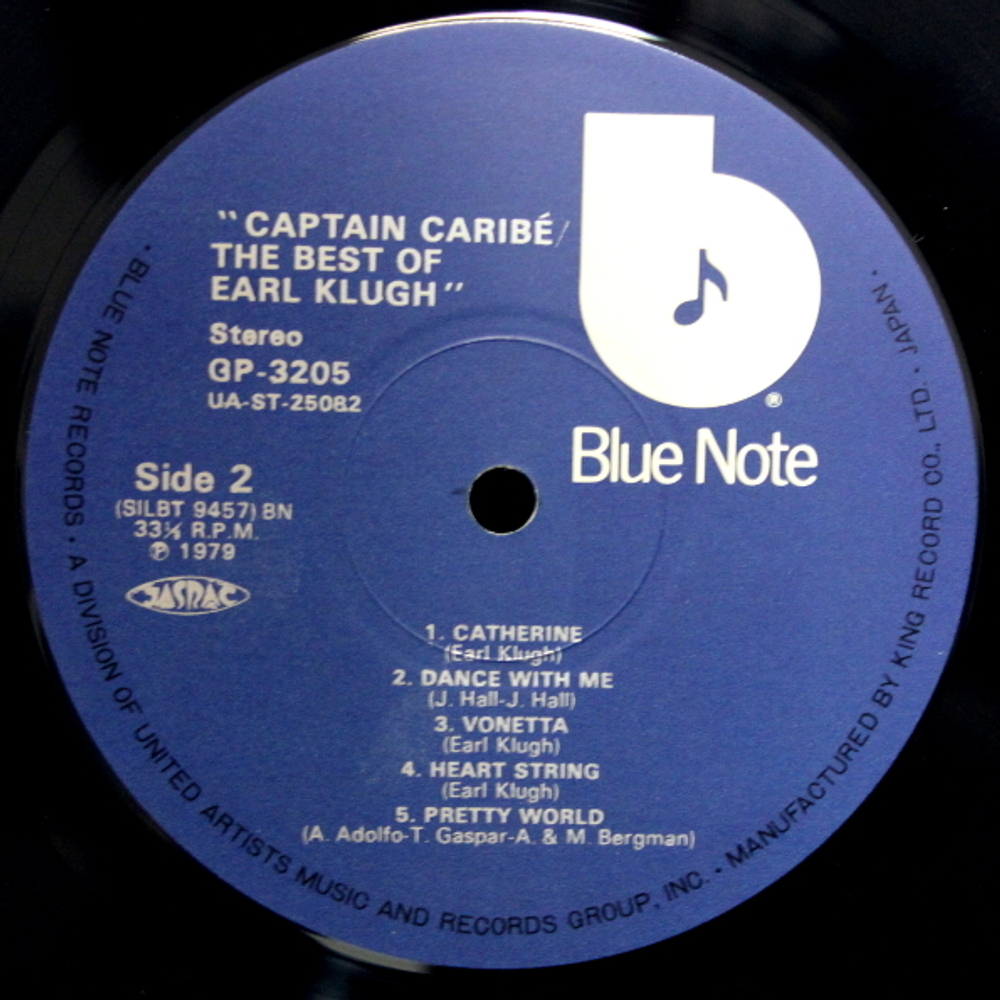 "CAPTAIN CARIBÉ/
THE BEST OF
EARL KLUGH"
Stereo
GP-3205
UA-ST-25082
Side 2
(SILBT 9457) BN
33⅓ R.P.M.
℗ 1979
JASRAC
b
®
Blue Note
1. CATHERINE
(Earl Klugh)
2. DANCE WITH ME
(J. Hall-J. Hall)
3. VONETTA
(Earl Klugh)
4. HEART STRING
(Earl Klugh)
5. PRETTY WORLD
(A. Adolfo-T. Gaspar-A. & M. Bergman)
• BLUE NOTE RECORDS • A DIVISION OF UNITED ARTISTS MUSIC AND RECORDS GROUP, INC. • MANUFACTURED BY KING RECORD CO., LTD. • JAPAN •